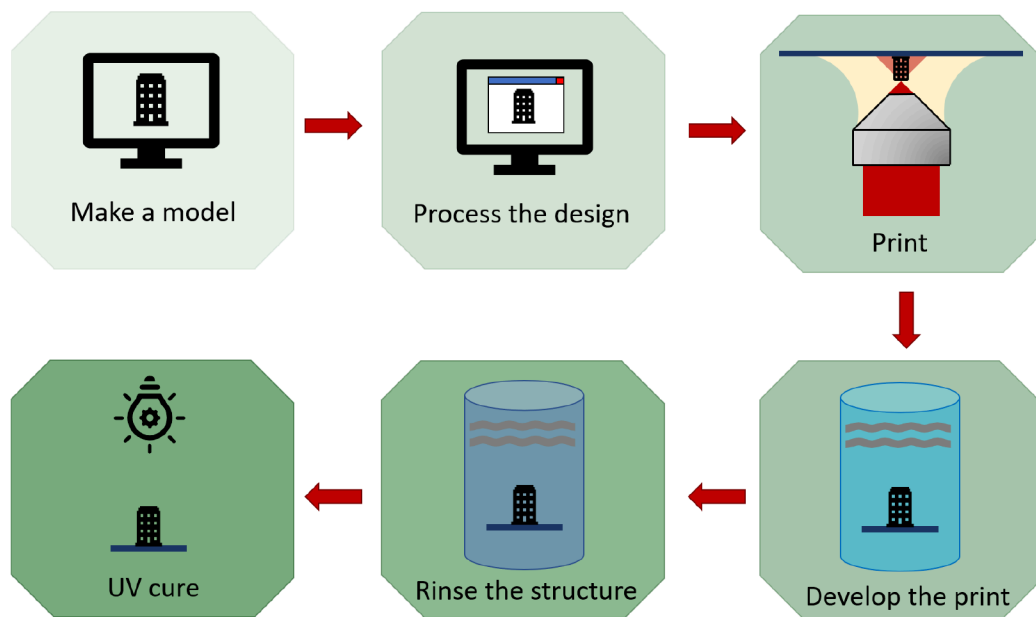 Make a model
Process the design
Print
Develop the print
Rinse the structure
UV cure